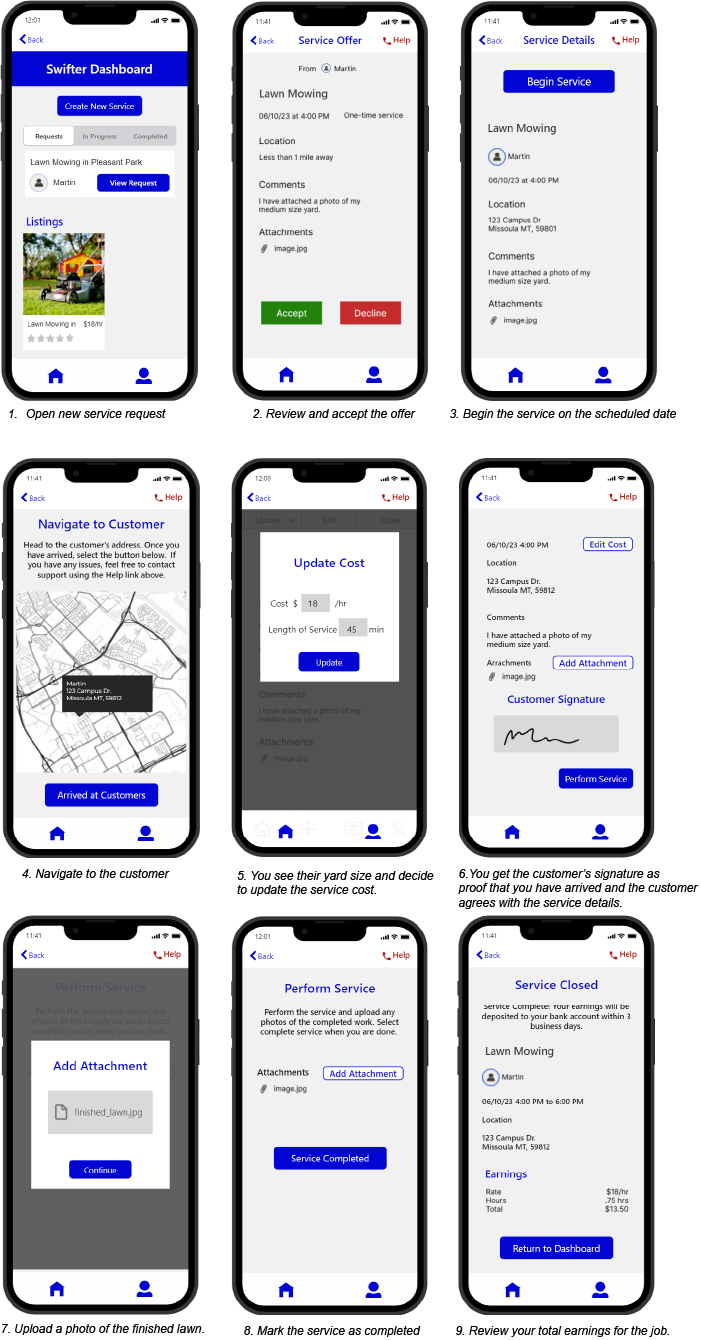 12:01
Back
Swifter Dashboard
Create New Service
Requests In Progress Completed
Lawn Mowing in Pleasant Park
Martin View Request
Listings
Lawn Mowing in $18/hr
1. Open new service request
11:41
Back Service Offer Help
From Martin
Lawn Mowing
06/10/23 at 4:00 PM One-time service
Location
Less than 1 mile away
Comments
I have attached a photo of my
medium size yard.
Attachments
image.jpg
Accept Decline
2. Review and accept the offer
11:41
Back Service Details Help
Begin Service
Lawn Mowing
Martin
06/10/23 at 4:00 PM
Location
123 Campus Dr
Missoula MT, 59801
Comments
I have attached a photo of my
medium size yard.
Attachments
image.jpg
3. Begin the service on the scheduled date
11:41
Back Help
Navigate to Customer
Head to the customer's address. Once you
have arrived, select the button below. If
you have any issues, feel free to contact
support using the Help link above.
Martin
123 Campus Dr.
Missoula MT, 59812
Arrived at Customers
4. Navigate to the customer
12:00
Back Help
Update Edit Close
Update Cost
Cost $ 18 /hr
Length of Service 45 min
Update
Comments
I have attached a photo of my
medium size yard.
Attachments
image.jpg
5. You see their yard size and decide
to update the service cost.
11:41
Back Help
06/10/23 4:00 PM Edit Cost
Location
123 Campus Dr.
Missoula MT, 59812
Comments
I have attached a photo of my
medium size yard.
Arrachments Add Attachment
image.jpg
Customer Signature
Perform Service
6.You get the customer's signature as
proof that you have arrived and the customer
agrees with the service details.
11:41
Back Help
Perform Service
Perform the service and upload any
photos of the completed work. Select
complete service when you are done.
Add Attachment
finished_lawn.jpg
Continue
7. Upload a photo of the finished lawn.
12:01
Back Help
Perform Service
Perform the service and upload any
photos of the completed work. Select
complete service when you are done.
Attachments Add Attachment
image.jpg
Service Completed
8. Mark the service as completed
11:41
Back Help
Service Closed
Service Complete! Your earnings will be
deposited to your bank account within 3
business days.
Lawn Mowing
Martin
06/10/23 4:00 PM to 6:00 PM
Location
123 Campus Dr.
Missoula MT, 59812
Earnings
Rate $18/hr
Hours .75 hrs
Total $13.50
Return to Dashboard
9. Review your total earnings for the job.